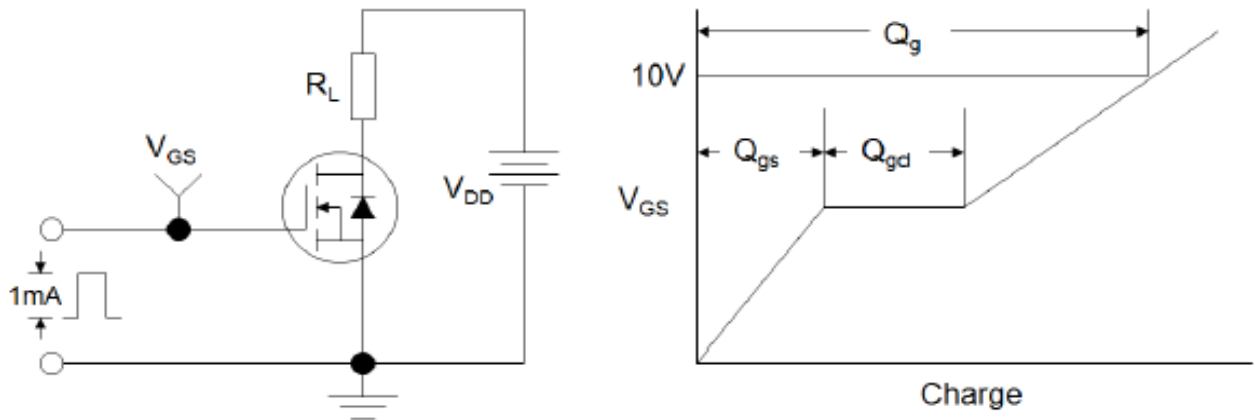 R_L
V_GS
V_DD
1mA
Q_g
10V
Q_gs
Q_gd
V_GS
Charge